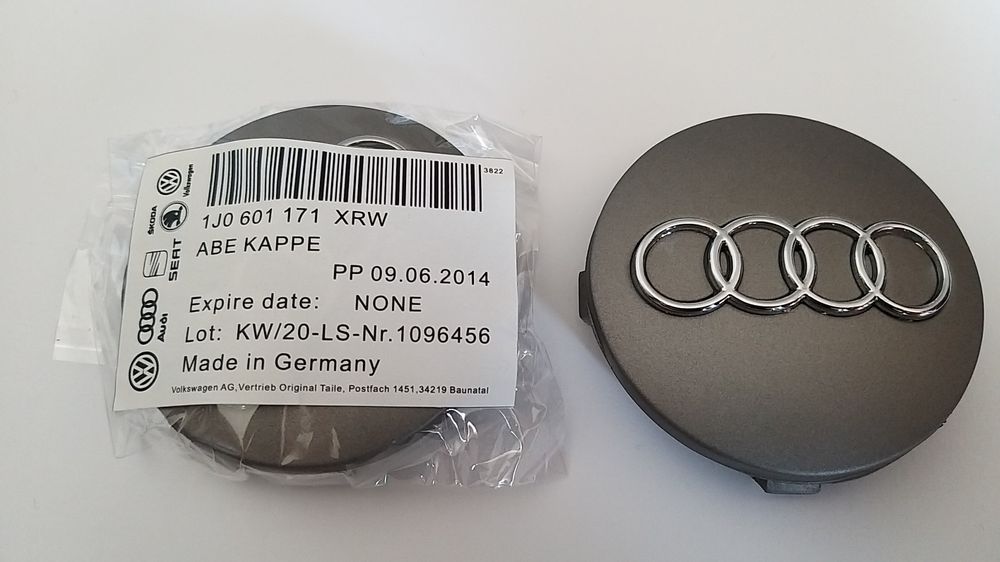 3822
1J0 601 171 XRW
ABE KAPPE
PP 09.06.2014
Expire date: NONE
Lot: KW/20-LS-Nr.1096456
Made in Germany
Volkswagen AG,Vertrieb Original Taile, Postfach 1451,34219 Baunatal
Volkswagen
ŠKODA
SEAT
Audi